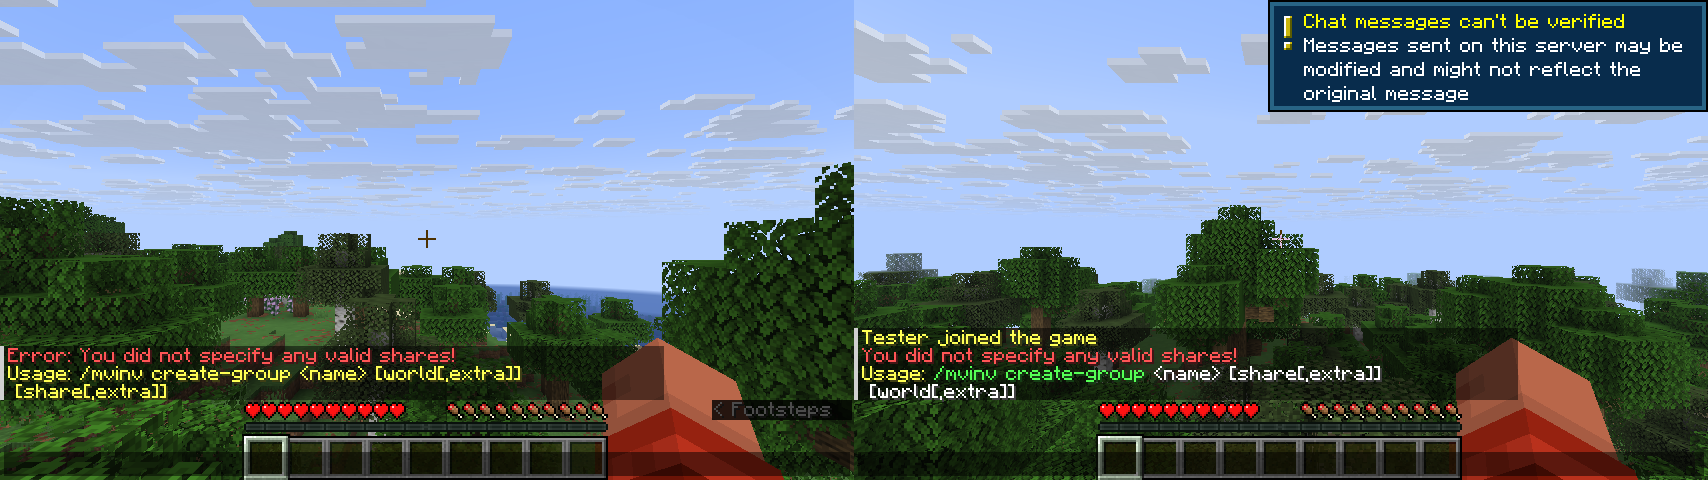 Error: You did not specify any valid shares!
Usage: /mvinv create-group <name> [world[,extra]]
[share[,extra]]
< Footsteps
Chat messages can't be verified
Messages sent on this server may be
modified and might not reflect the
original message
Tester joined the game
You did not specify any valid shares!
Usage: /mvinv create-group <name> [share[,extra]]
[world[,extra]]